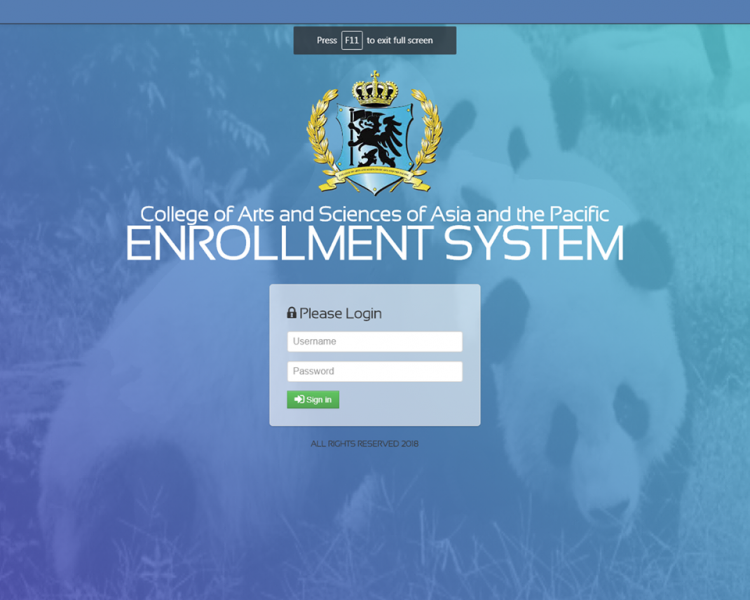 Press F11 to exit full screen
College of Arts and Sciences of Asia and the Pacific
ENROLLMENT SYSTEM
Please Login
Username
Password
Sign in
ALL RIGHTS RESERVED 2018